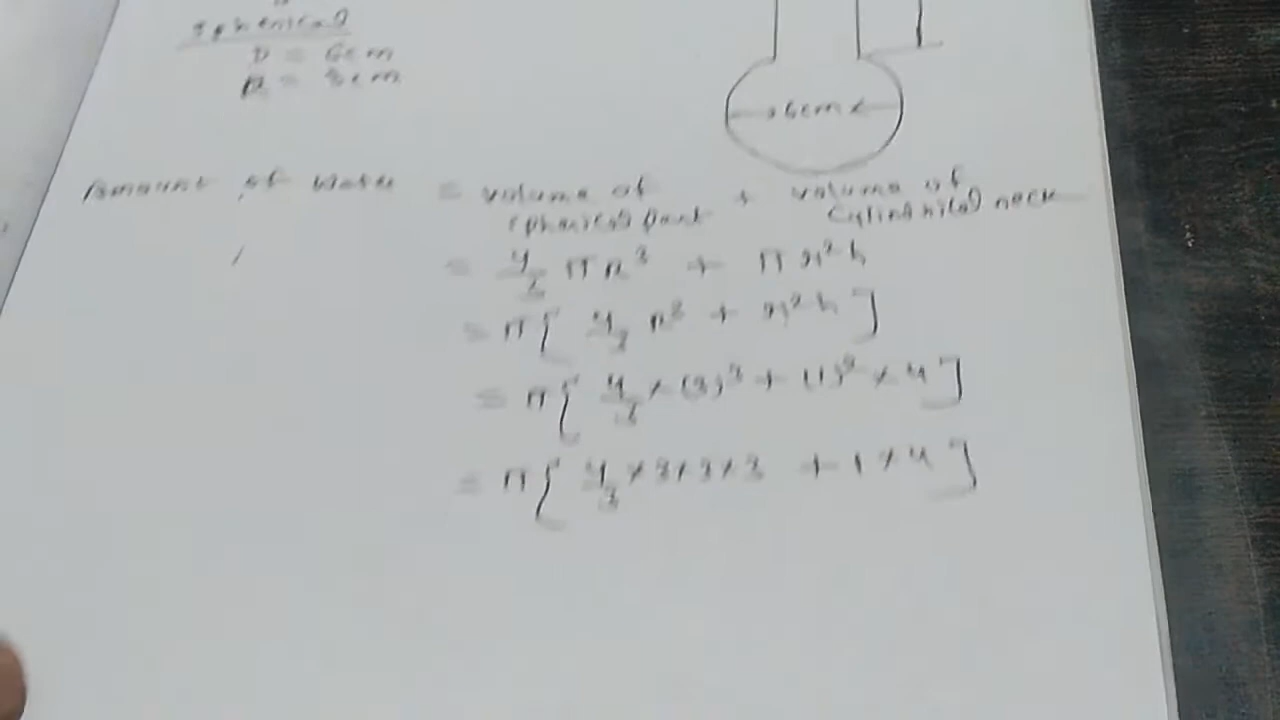 Spherical
D = 6cm
R = 3cm
6cm
Amount of Water = volume of spherical part + volume of cylindrical neck
= 4/3 πR³ + πr²h
= π[ 4/3 R³ + r²h ]
= π[ 4/3 × (3)³ + (1)² × 4 ]
= π[ 4/3 × 3 × 3 × 3 + 1 × 4 ]